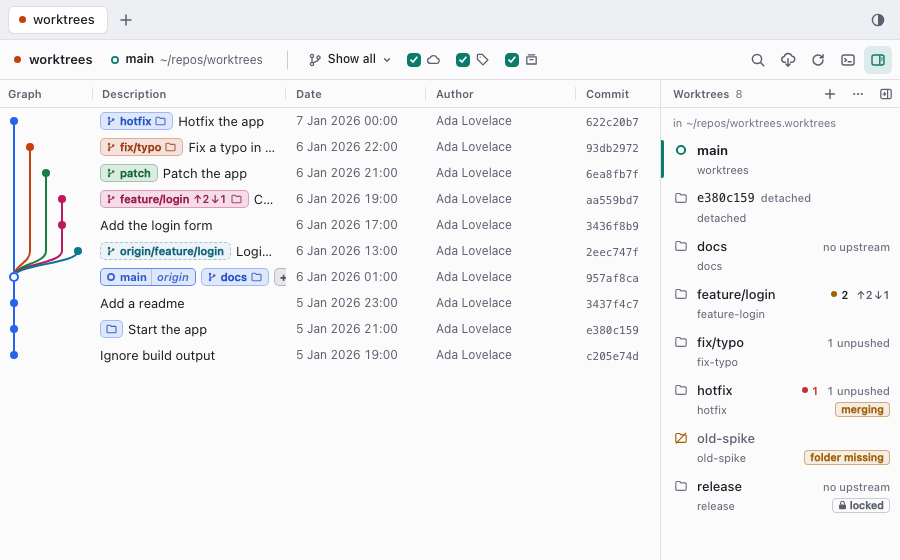 worktrees
worktrees main ~/repos/worktrees Show all
Graph Description Date Author Commit
hotfix Hotfix the app 7 Jan 2026 00:00 Ada Lovelace 622c20b7
fix/typo Fix a typo in ... 6 Jan 2026 22:00 Ada Lovelace 93db2972
patch Patch the app 6 Jan 2026 21:00 Ada Lovelace 6ea8fb7f
feature/login ↑2↓1 C... 6 Jan 2026 19:00 Ada Lovelace aa559bd7
Add the login form 6 Jan 2026 17:00 Ada Lovelace 3436f8b9
origin/feature/login Logi... 6 Jan 2026 13:00 Ada Lovelace 2eec747f
main origin docs + 6 Jan 2026 01:00 Ada Lovelace 957af8ca
Add a readme 5 Jan 2026 23:00 Ada Lovelace 3437f4c7
Start the app 5 Jan 2026 21:00 Ada Lovelace e380c159
Ignore build output 5 Jan 2026 19:00 Ada Lovelace c205e74d
Worktrees 8
in ~/repos/worktrees.worktrees
main
worktrees
e380c159 detached
detached
docs no upstream
docs
feature/login 2 ↑2↓1
feature-login
fix/typo 1 unpushed
fix-typo
hotfix 1 1 unpushed
hotfix merging
old-spike
old-spike folder missing
release no upstream
release locked